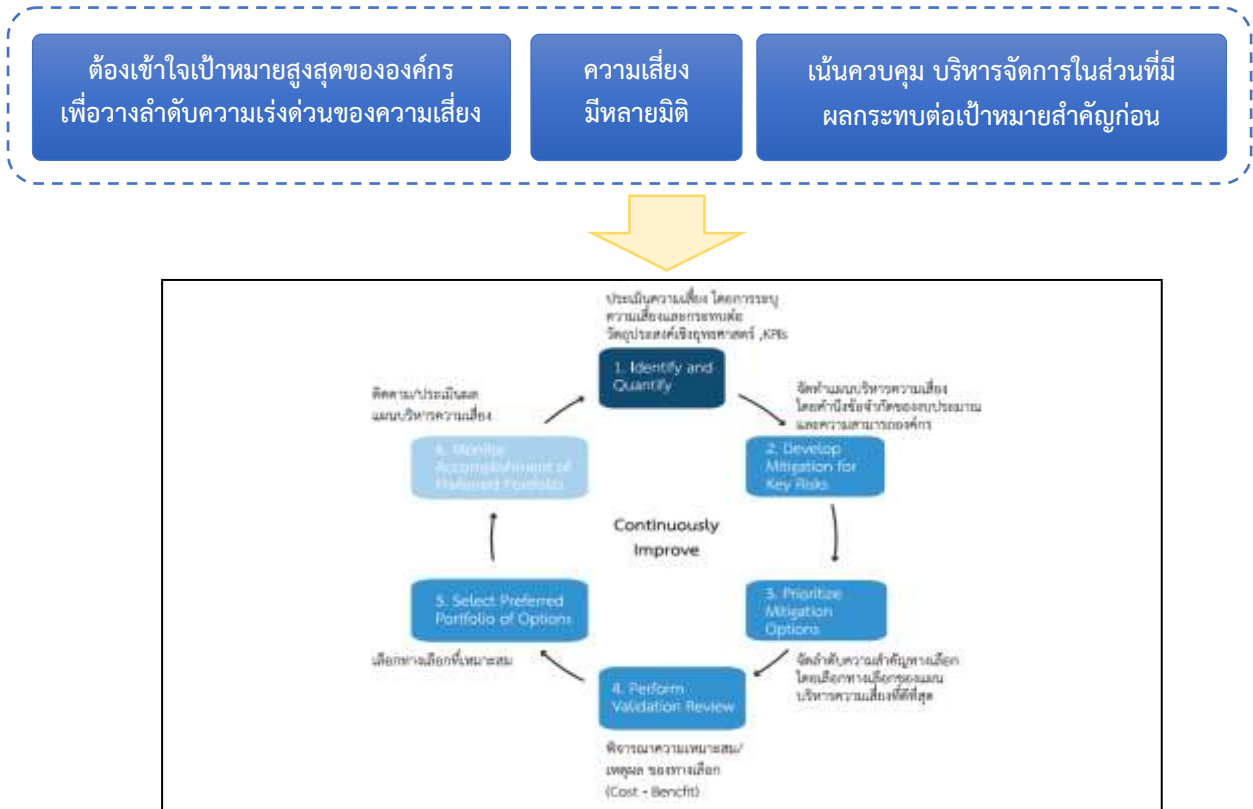 ต้องเข้าใจเป้าหมายสูงสุดขององค์กร
เพื่อวางลำดับความเร่งด่วนของความเสี่ยง
ความเสี่ยง
มีหลายมิติ
เน้นควบคุม บริหารจัดการในส่วนที่มี
ผลกระทบต่อเป้าหมายสำคัญก่อน
ประเมินความเสี่ยง โดยการระบุ
ความเสี่ยงและกระทบต่อ
วัตถุประสงค์เชิงยุทธศาสตร์ ,KPIs
1. Identify and
Quantify
จัดทำแผนบริหารความเสี่ยง
โดยคำนึงข้อจำกัดของงบประมาณ
และความสามารถองค์กร
2. Develop
Mitigation for
Key Risks
3. Prioritize
Mitigation
Options
จัดลำดับความสำคัญทางเลือก
โดยเลือกทางเลือกของแผน
บริหารความเสี่ยงที่ดีที่สุด
4. Perform
Validation Review
พิจารณาความเหมาะสม/
เหตุผล ของทางเลือก
(Cost - Benefit)
5. Select Preferred
Portfolio of Options
เลือกทางเลือกที่เหมาะสม
6. Monitor
Accomplishment of
Preferred Portfolio
ติดตาม/ประเมินผล
แผนบริหารความเสี่ยง
Continuously
Improve